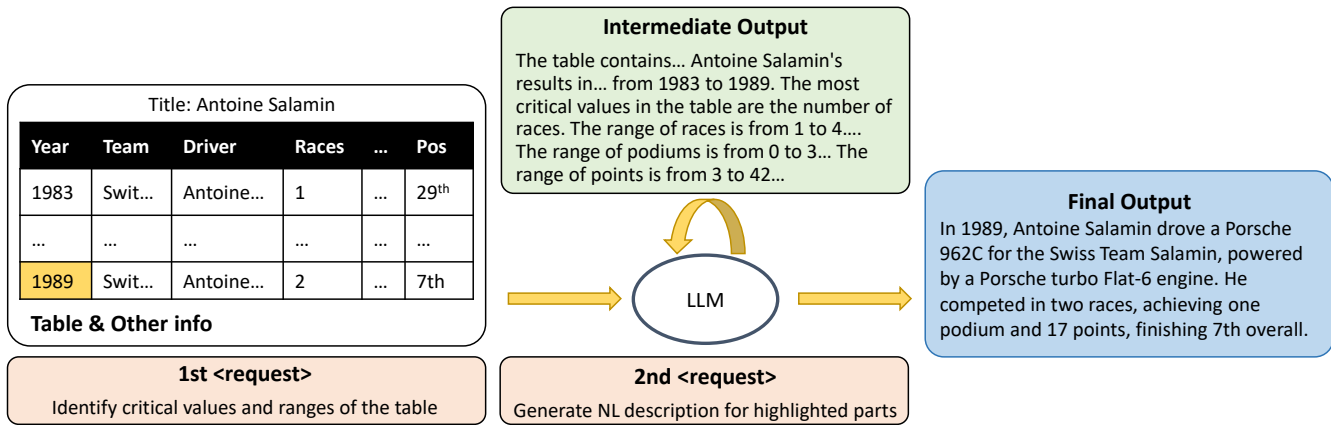 Title: Antoine Salamin
Year Team Driver Races ... Pos
1983 Swit... Antoine... 1 ... 29th
... ... ... ... ... ...
1989 Swit... Antoine... 2 ... 7th
Table & Other info
1st <request>
Identify critical values and ranges of the table
Intermediate Output
The table contains... Antoine Salamin's
results in... from 1983 to 1989. The most
critical values in the table are the number of
races. The range of races is from 1 to 4....
The range of podiums is from 0 to 3... The
range of points is from 3 to 42...
LLM
2nd <request>
Generate NL description for highlighted parts
Final Output
In 1989, Antoine Salamin drove a Porsche
962C for the Swiss Team Salamin, powered
by a Porsche turbo Flat-6 engine. He
competed in two races, achieving one
podium and 17 points, finishing 7th overall.